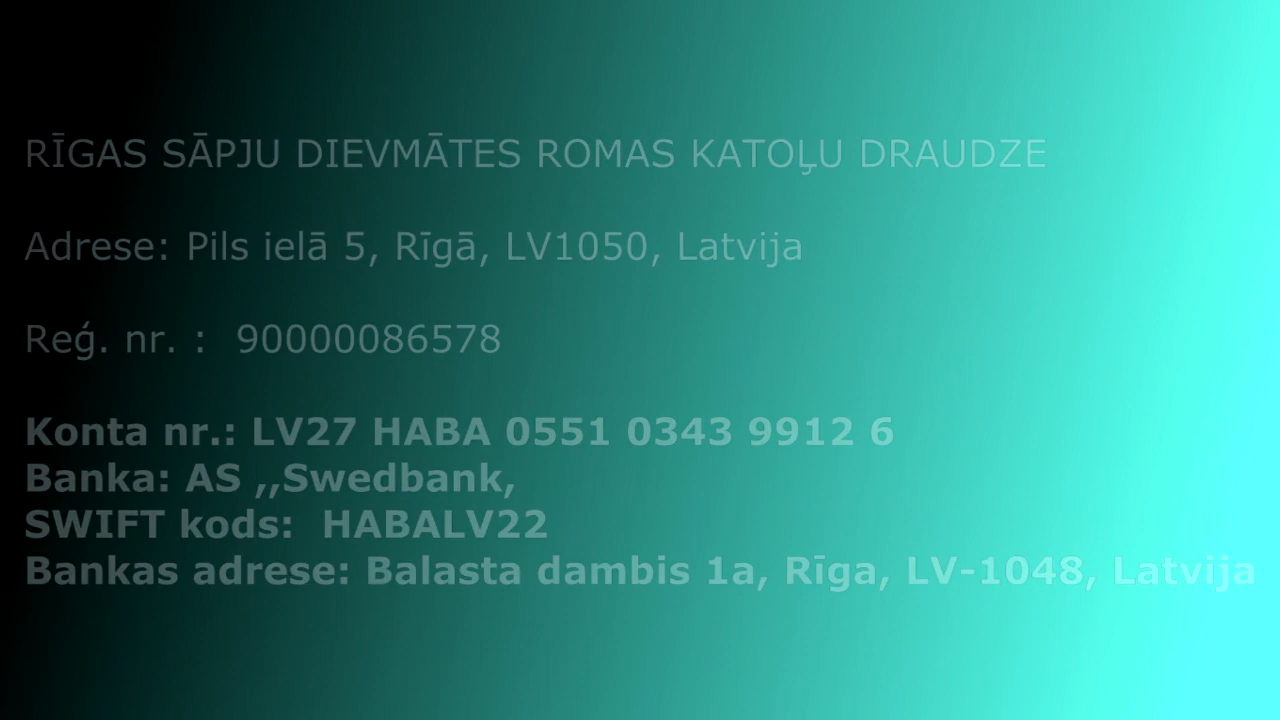 RĪGAS SĀPJU DIEVMĀTES ROMAS KATOĻU DRAUDZE
Adrese: Pils ielā 5, Rīgā, LV1050, Latvija
Reģ. nr. : 90000086578
Konta nr.: LV27 HABA 0551 0343 9912 6
Banka: AS ,,Swedbank,
SWIFT kods: HABALV22
Bankas adrese: Balasta dambis 1a, Rīga, LV-1048, Latvija